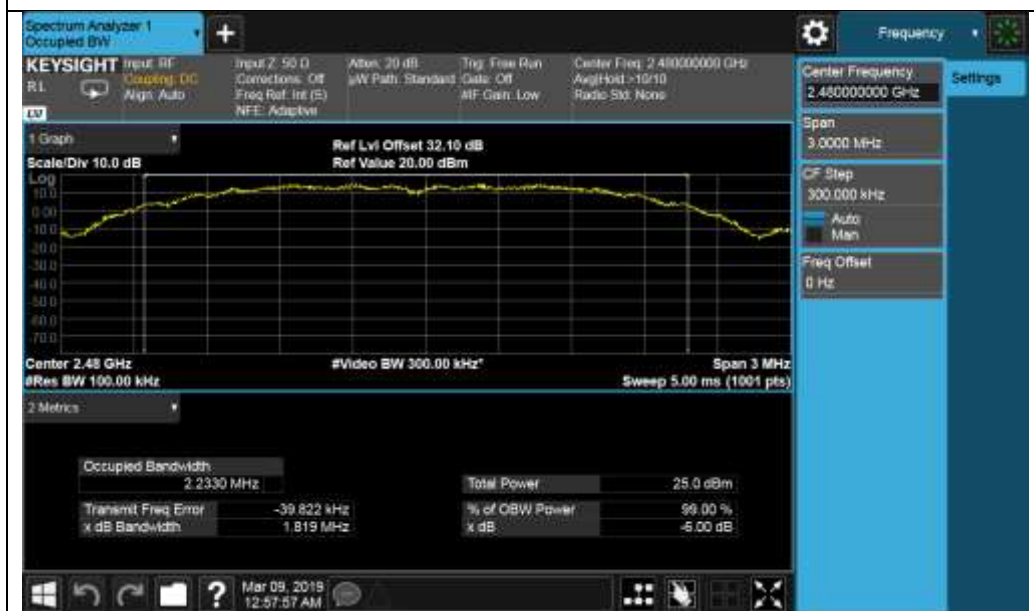 Spectrum Analyzer 1
Occupied BW
Frequency
KEYSIGHT
Input: RF
Coupling: DC
Align: Auto
Input Z: 50 Ω
Corrections: Off
Freq Ref: Int (S)
NFE: Adaptive
Atten: 20 dB
µW Path: Standard
Trig: Free Run
Gate: Off
#IF Gain: Low
Center Freq: 2.480000000 GHz
Avg|Hold:>10/10
Radio Std: None
LV
Center Frequency
2.480000000 GHz
Settings
Span
3.0000 MHz
CF Step
300.000 kHz
Auto
Man
Freq Offset
0 Hz
1 Graph
Scale/Div 10.0 dB
Ref Lvl Offset 32.10 dB
Ref Value 20.00 dBm
Log
10.0
0.00
-10.0
-20.0
-30.0
-40.0
-50.0
-60.0
-70.0
Center 2.48 GHz
#Res BW 100.00 kHz
#Video BW 300.00 kHz*
Span 3 MHz
Sweep 5.00 ms (1001 pts)
2 Metrics
Occupied Bandwidth
2.2330 MHz
Total Power 25.0 dBm
Transmit Freq Error -39.822 kHz
% of OBW Power 99.00 %
x dB Bandwidth 1.819 MHz
x dB -6.00 dB
?
Mar 09, 2019
12:57:57 AM